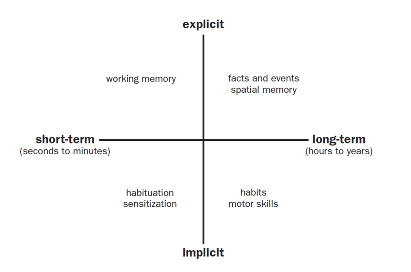 explicit
working memory
facts and events
spatial memory
short-term
(seconds to minutes)
long-term
(hours to years)
habituation
sensitization
habits
motor skills
implicit